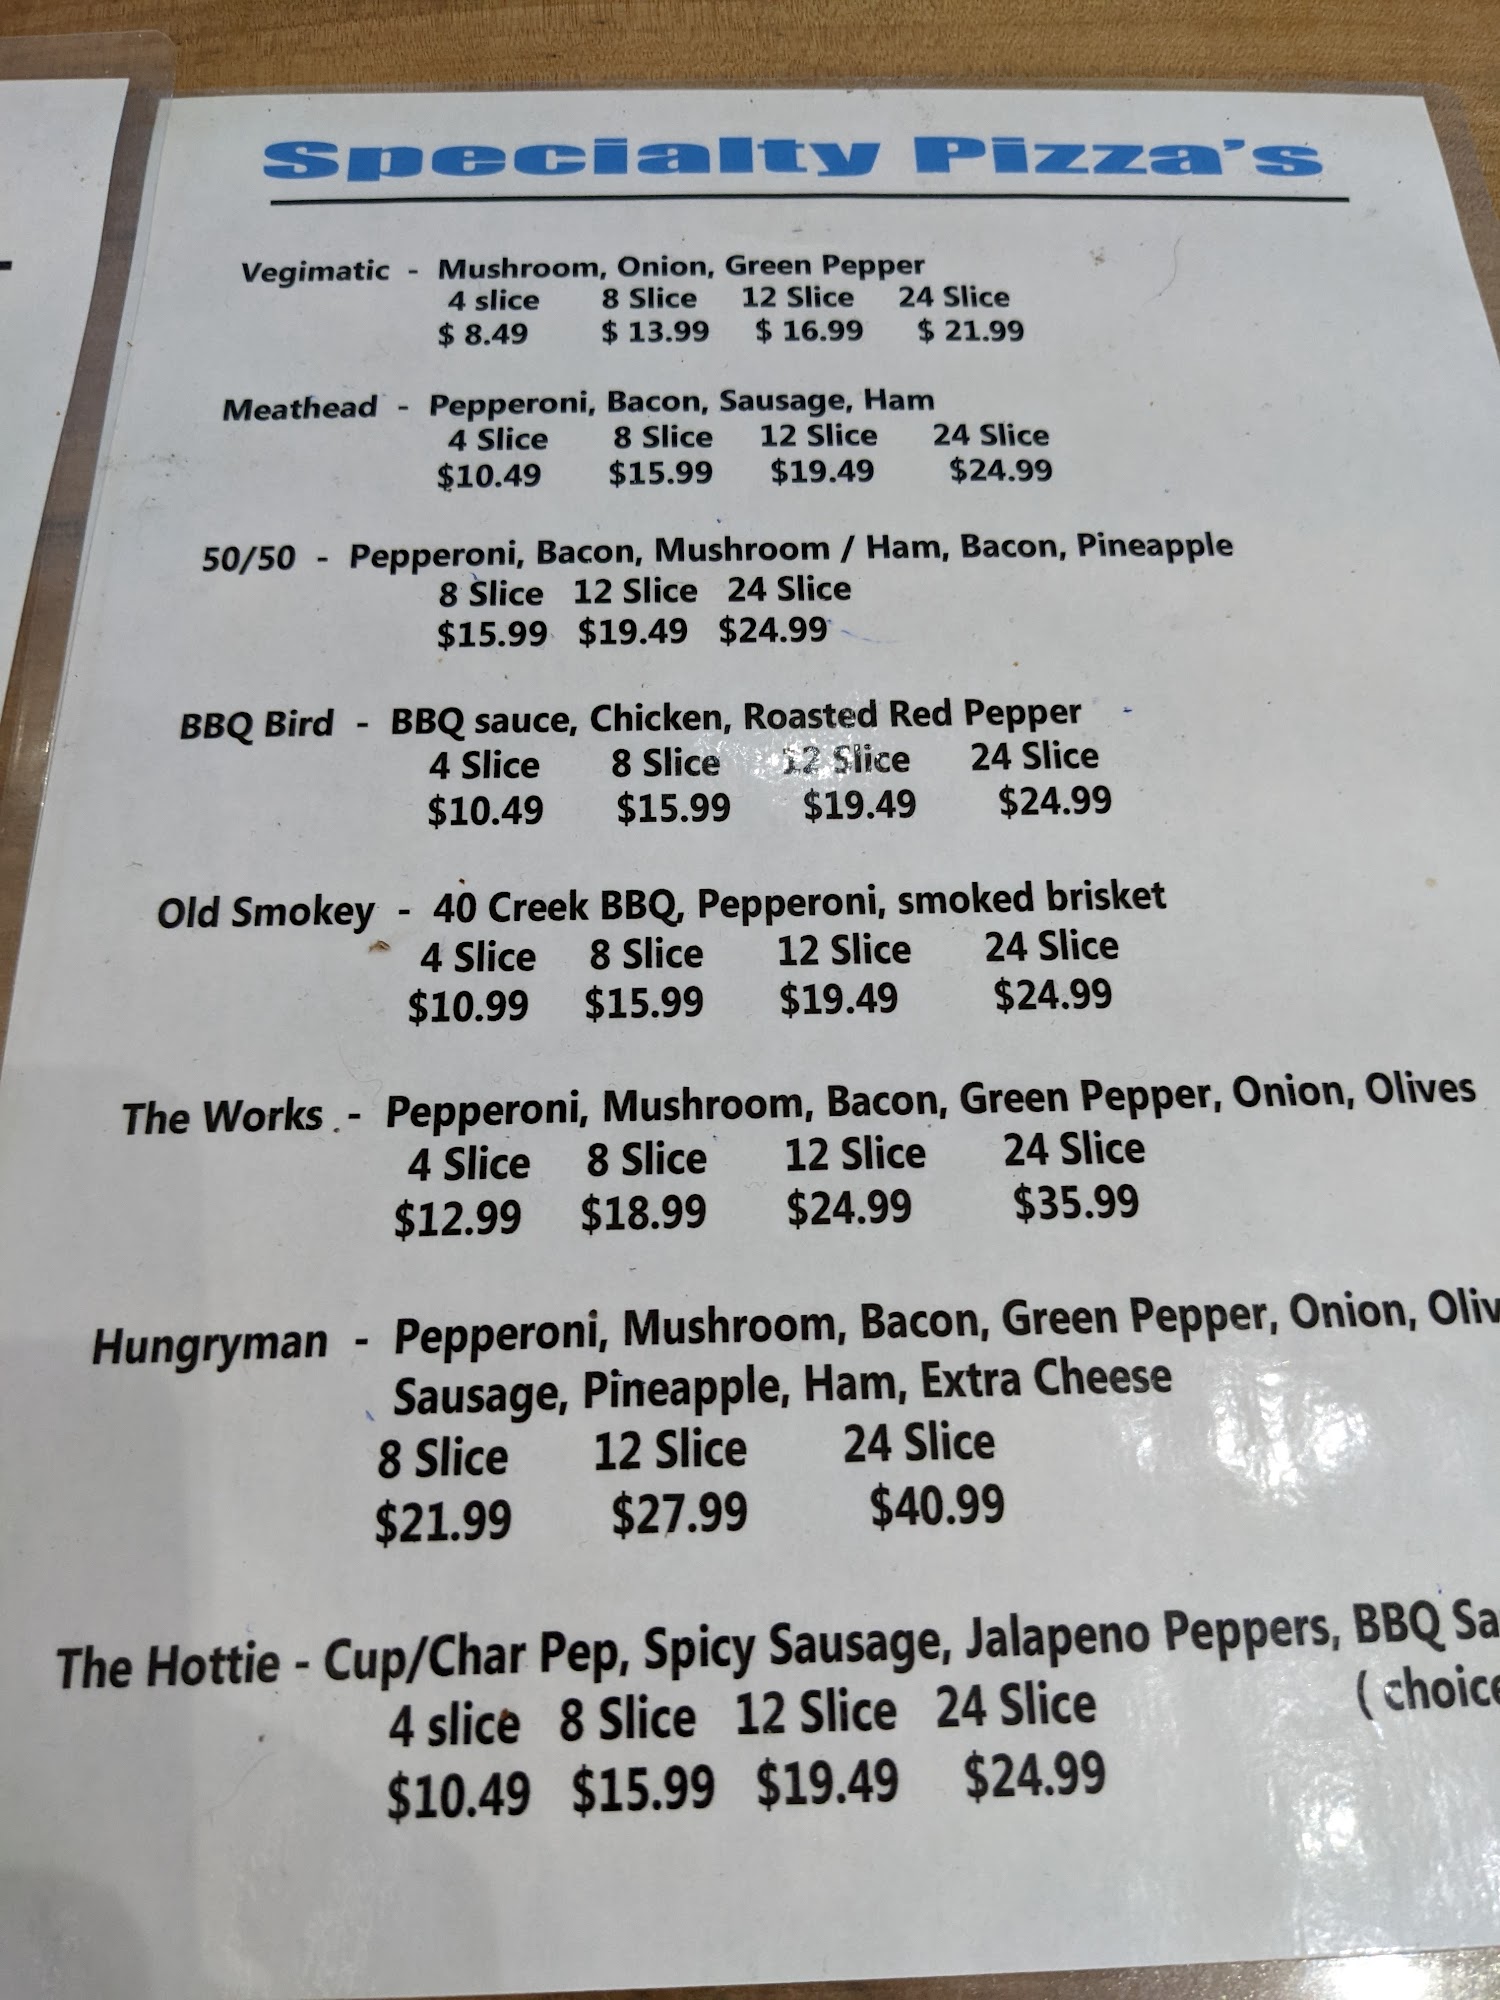 Specialty Pizza's
Vegimatic - Mushroom, Onion, Green Pepper
4 slice 8 Slice 12 Slice 24 Slice
$ 8.49 $ 13.99 $ 16.99 $ 21.99
Meathead - Pepperoni, Bacon, Sausage, Ham
4 Slice 8 Slice 12 Slice 24 Slice
$10.49 $15.99 $19.49 $24.99
50/50 - Pepperoni, Bacon, Mushroom / Ham, Bacon, Pineapple
8 Slice 12 Slice 24 Slice
$15.99 $19.49 $24.99
BBQ Bird - BBQ sauce, Chicken, Roasted Red Pepper
4 Slice 8 Slice 12 Slice 24 Slice
$10.49 $15.99 $19.49 $24.99
Old Smokey - 40 Creek BBQ, Pepperoni, smoked brisket
4 Slice 8 Slice 12 Slice 24 Slice
$10.99 $15.99 $19.49 $24.99
The Works - Pepperoni, Mushroom, Bacon, Green Pepper, Onion, Olives
4 Slice 8 Slice 12 Slice 24 Slice
$12.99 $18.99 $24.99 $35.99
Hungryman - Pepperoni, Mushroom, Bacon, Green Pepper, Onion,
Sausage, Pineapple, Ham, Extra Cheese
8 Slice 12 Slice 24 Slice
$21.99 $27.99 $40.99
The Hottie - Cup/Char Pep, Spicy Sausage, Jalapeno Peppers, BBQ
( choice
4 slice 8 Slice 12 Slice 24 Slice
$10.49 $15.99 $19.49 $24.99